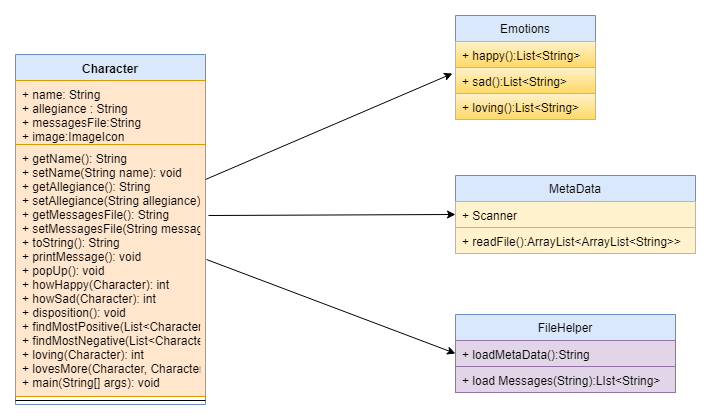 Character
+ name: String
+ allegiance : String
+ messagesFile:String
+ image:ImageIcon
+ getName(): String
+ setName(String name): void
+ getAllegiance(): String
+ setAllegiance(String allegiance)
+ getMessagesFile(): String
+ setMessagesFile(String messag
+ toString(): String
+ printMessage(): void
+ popUp(): void
+ howHappy(Character): int
+ howSad(Character): int
+ disposition(): void
+ findMostPositive(List<Character
+ findMostNegative(List<Characte
+ loving(Character): int
+ lovesMore(Character, Character
+ main(String[] args): void
Emotions
+ happy():List<String>
+ sad():List<String>
+ loving():List<String>
MetaData
+ Scanner
+ readFile():ArrayList<ArrayList<String>>
FileHelper
+ loadMetaData():String
+ load Messages(String):LIst<String>